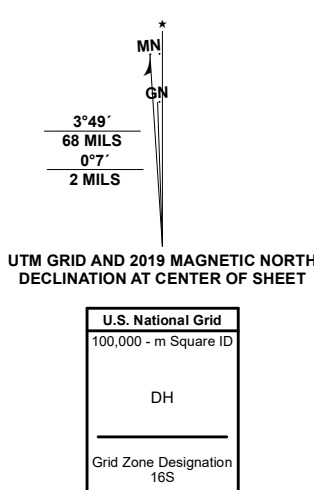 ★
MN
GN
3°49´
68 MILS
0°7´
2 MILS
UTM GRID AND 2019 MAGNETIC NORTH
DECLINATION AT CENTER OF SHEET
U.S. National Grid
100,000 - m Square ID
DH
Grid Zone Designation
16S